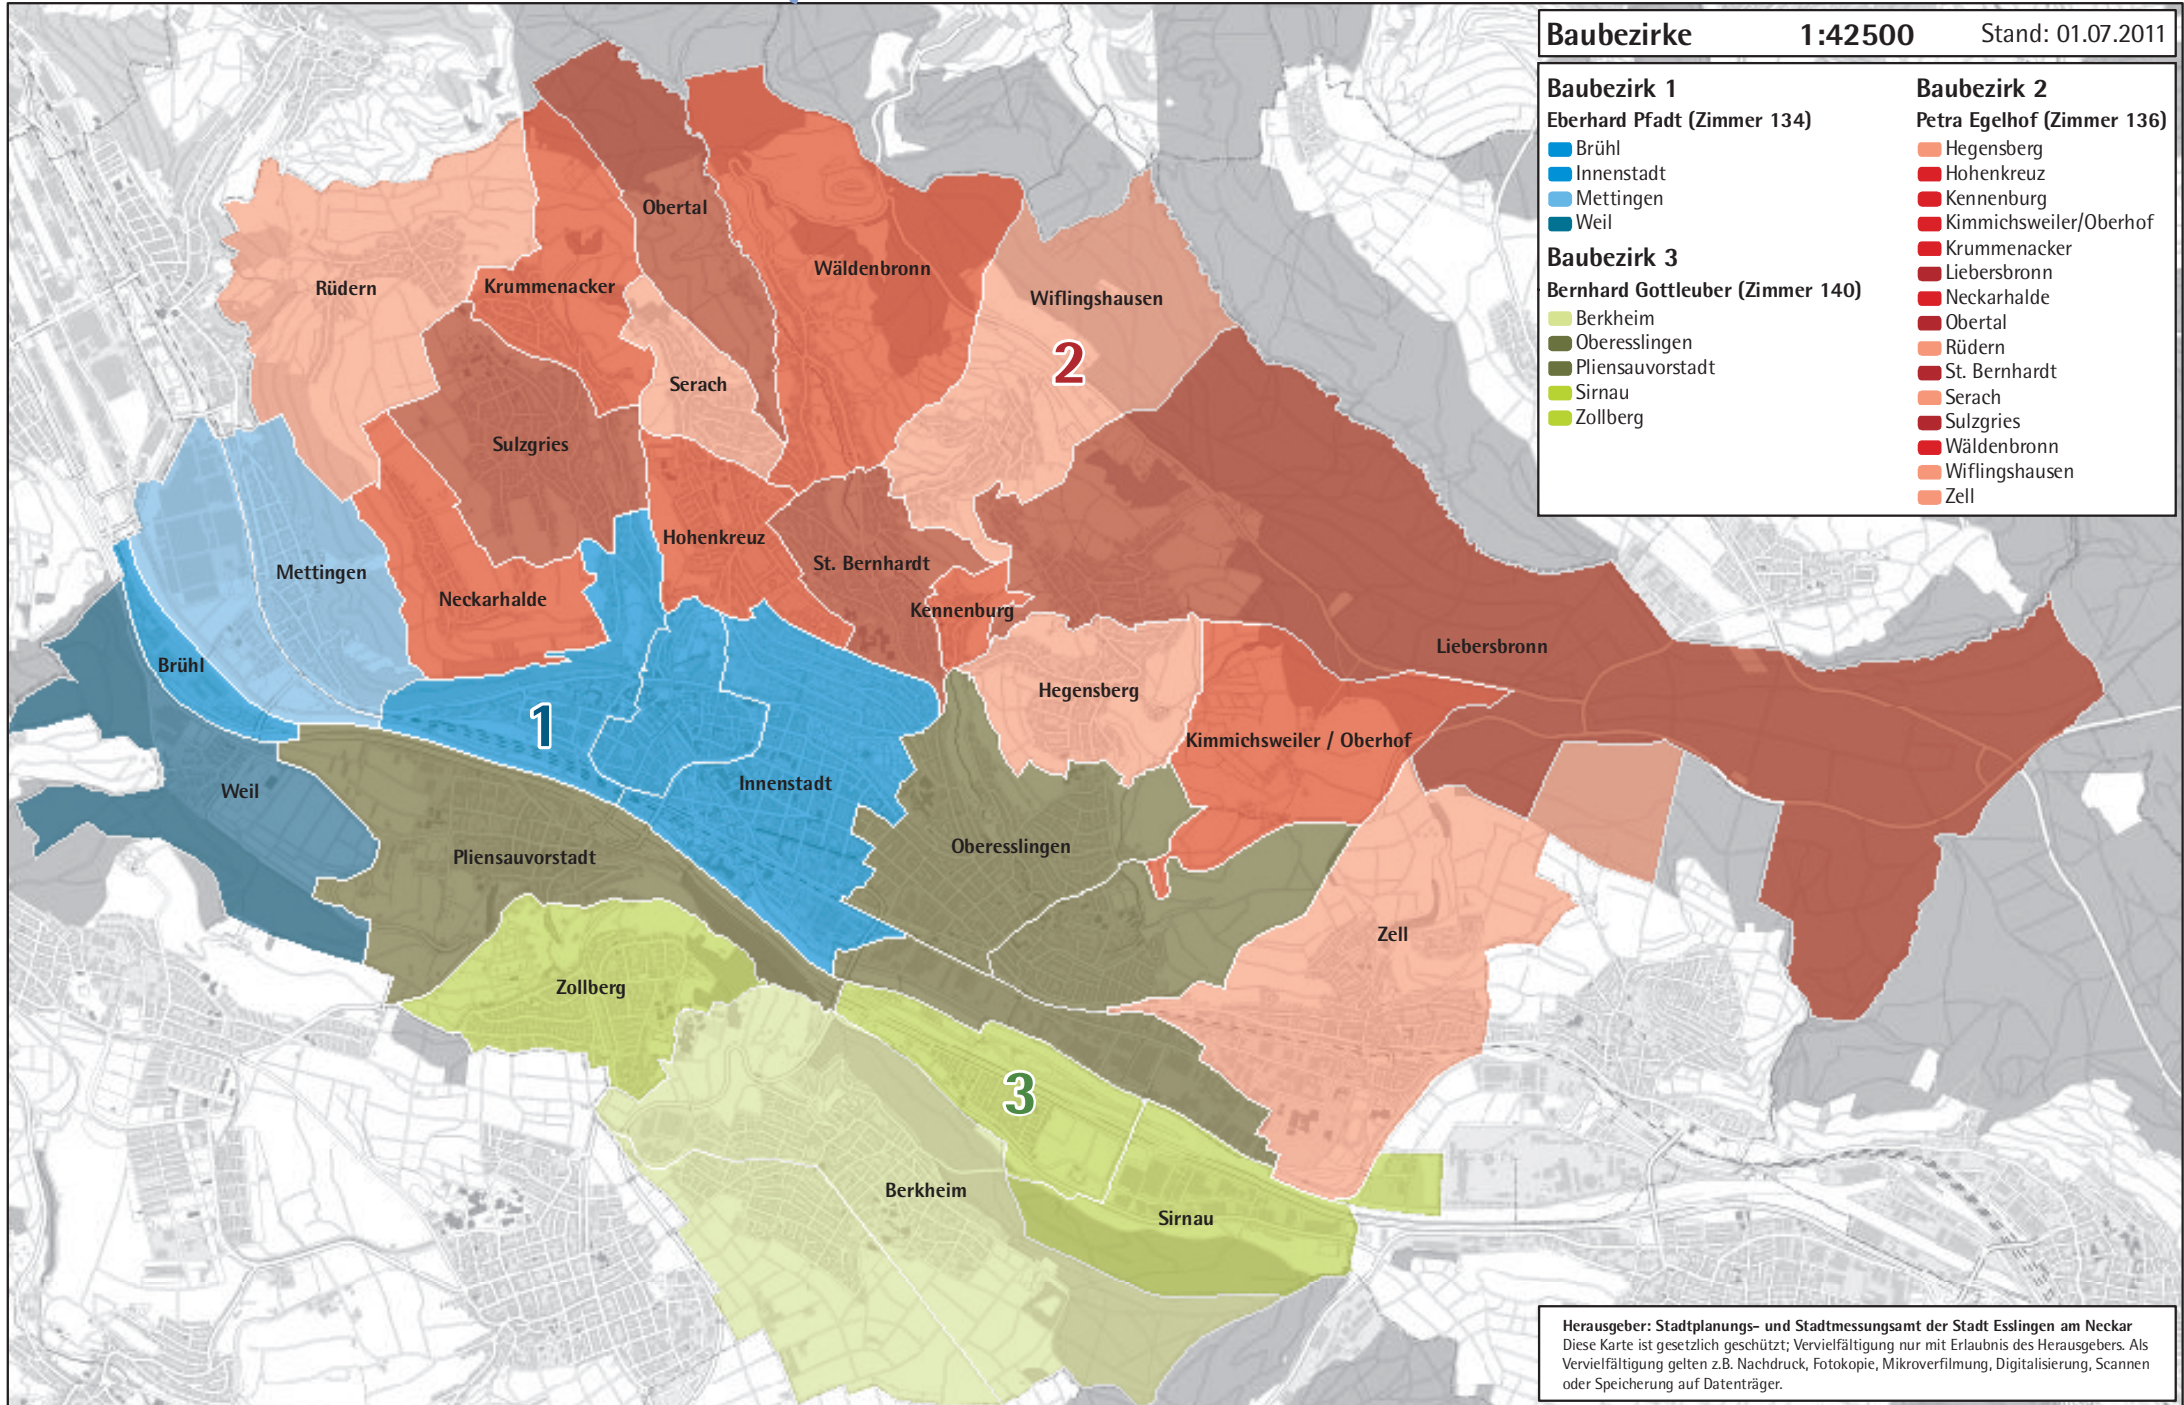 Baubezirke 1:42500 Stand: 01.07.2011
Baubezirk 1
Eberhard Pfadt (Zimmer 134)
Brühl
Innenstadt
Mettingen
Weil
Baubezirk 3
Bernhard Gottleuber (Zimmer 140)
Berkheim
Oberesslingen
Pliensauvorstadt
Sirnau
Zollberg
Baubezirk 2
Petra Egelhof (Zimmer 136)
Hegensberg
Hohenkreuz
Kennenburg
Kimmichsweiler/Oberhof
Krummenacker
Liebersbronn
Neckarhalde
Obertal
Rüdern
St. Bernhardt
Serach
Sulzgries
Wäldenbronn
Wiflingshausen
Zell
Obertal
Wäldenbronn
Rüdern
Krummenacker
Wiflingshausen
2
Serach
Sulzgries
Hohenkreuz
St. Bernhardt
Mettingen
Neckarhalde
Kennenburg
Liebersbronn
Brühl
Hegensberg
1
Kimmichsweiler / Oberhof
Innenstadt
Weil
Oberesslingen
Pliensauvorstadt
Zell
Zollberg
3
Berkheim
Sirnau
Herausgeber: Stadtplanungs- und Stadtmessungsamt der Stadt Esslingen am Neckar
Diese Karte ist gesetzlich geschützt; Vervielfältigung nur mit Erlaubnis des Herausgebers. Als
Vervielfältigung gelten z.B. Nachdruck, Fotokopie, Mikroverfilmung, Digitalisierung, Scannen
oder Speicherung auf Datenträger.